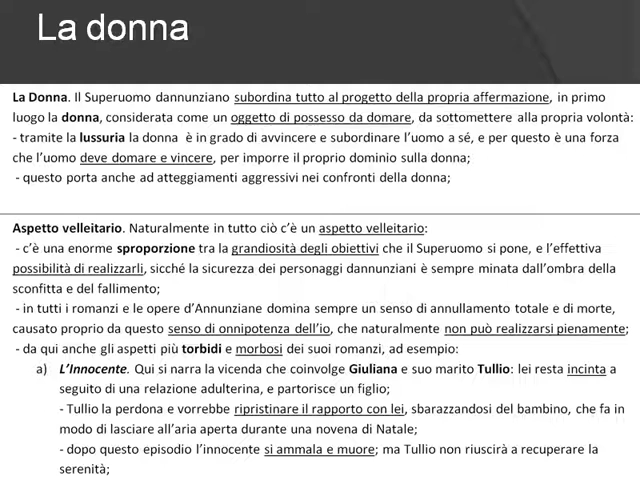 La donna
La Donna. Il Superuomo dannunziano subordina tutto al progetto della propria affermazione, in primo
luogo la donna, considerata come un oggetto di possesso da domare, da sottomettere alla propria volontà:
- tramite la lussuria la donna è in grado di avvincere e subordinare l'uomo a sé, e per questo è una forza
che l'uomo deve domare e vincere, per imporre il proprio dominio sulla donna;
- questo porta anche ad atteggiamenti aggressivi nei confronti della donna;
Aspetto velleitario. Naturalmente in tutto ciò c'è un aspetto velleitario:
- c'è una enorme sproporzione tra la grandiosità degli obiettivi che il Superuomo si pone, e l'effettiva
possibilità di realizzarli, sicché la sicurezza dei personaggi dannunziani è sempre minata dall'ombra della
sconfitta e del fallimento;
- in tutti i romanzi e le opere d'Annunziane domina sempre un senso di annullamento totale e di morte,
causato proprio da questo senso di onnipotenza dell'io, che naturalmente non può realizzarsi pienamente;
- da qui anche gli aspetti più torbidi e morbosi dei suoi romanzi, ad esempio:
a) L'Innocente. Qui si narra la vicenda che coinvolge Giuliana e suo marito Tullio: lei resta incinta a
seguito di una relazione adulterina, e partorisce un figlio;
- Tullio la perdona e vorrebbe ripristinare il rapporto con lei, sbarazzandosi del bambino, che fa in
modo di lasciare all'aria aperta durante una novena di Natale;
- dopo questo episodio l'innocente si ammala e muore; ma Tullio non riuscirà a recuperare la
serenità;